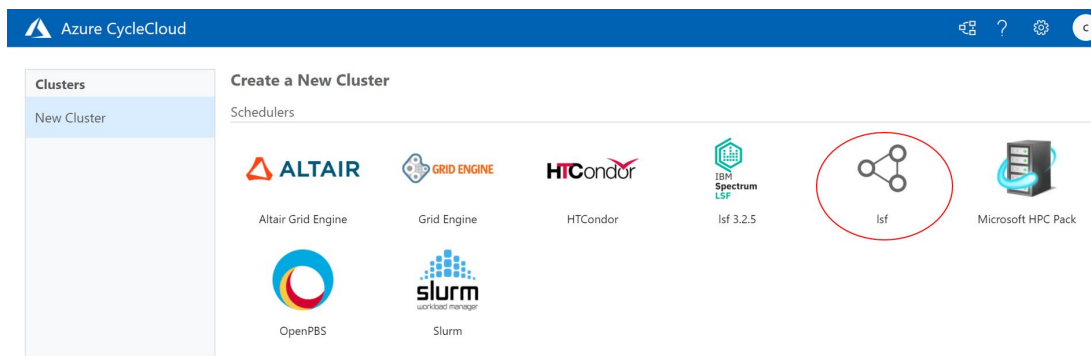 Azure CycleCloud
?
C
Clusters
New Cluster
Create a New Cluster
Schedulers
ALTAIR
GRID ENGINE
HTCondor
IBM
Spectrum
LSF
Altair Grid Engine
Grid Engine
HTCondor
lsf 3.2.5
lsf
Microsoft HPC Pack
slurm
workload manager
OpenPBS
Slurm